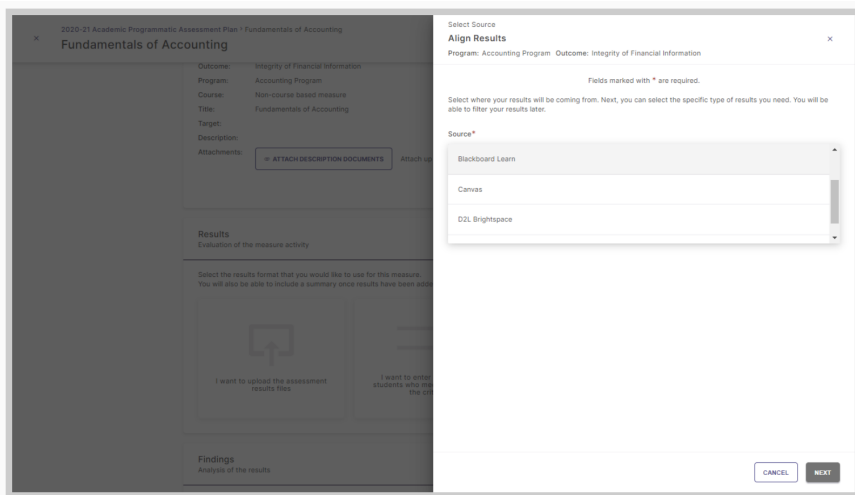 2020-21 Academic Programmatic Assessment Plan > Fundamentals of Accounting
Fundamentals of Accounting
Outcome: Integrity of Financial Information
Program: Accounting Program
Course: Non-course based measure
Title: Fundamentals of Accounting
Target:
Description:
Attachments: ATTACH DESCRIPTION DOCUMENTS Attach up
Results
Evaluation of the measure activity
Select the results format that you would like to use for this measure.
You will also be able to include a summary once results have been adde
I want to upload the assessment
results files
I want to enter
students who me
the crit
Findings
Analysis of the results
Select Source
Align Results
Program: Accounting Program Outcome: Integrity of Financial Information
Fields marked with * are required.
Select where your results will be coming from. Next, you can select the specific type of results you need. You will be
able to filter your results later.
Source*
Blackboard Learn
Canvas
D2L Brightspace
CANCEL NEXT